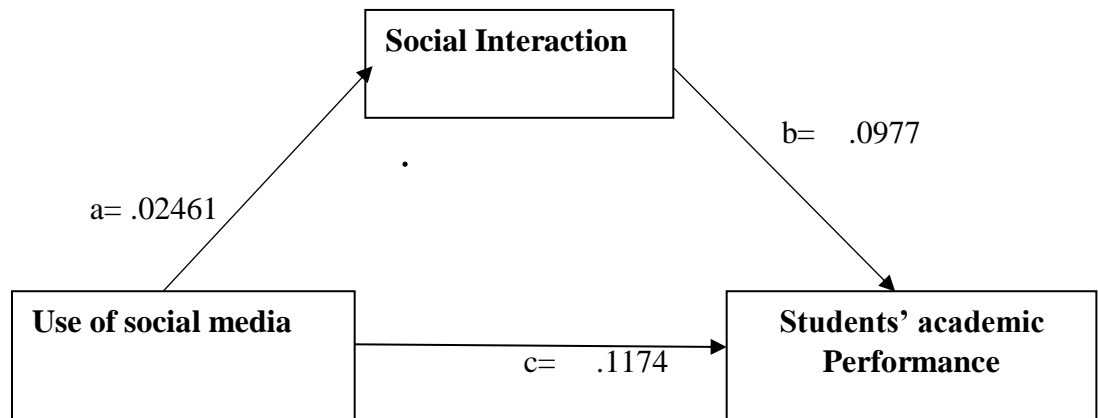 Social Interaction
b= .0977
.
a= .02461
Use of social media
Students’ academic
Performance
c= .1174